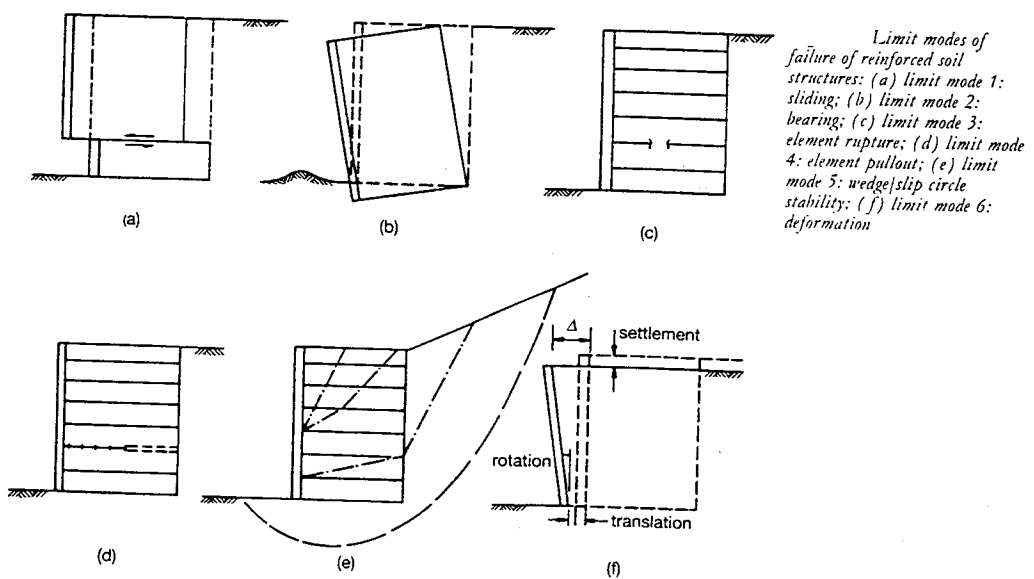 Limit modes of
failure of reinforced soil
structures: (a) limit mode 1:
sliding; (b) limit mode 2:
bearing; (c) limit mode 3:
element rupture; (d) limit mode
4: element pullout; (e) limit
mode 5: wedge/slip circle
stability; (f) limit mode 6:
deformation
(a)
(b)
(c)
Δ
settlement
rotation
translation
(d)
(e)
(f)